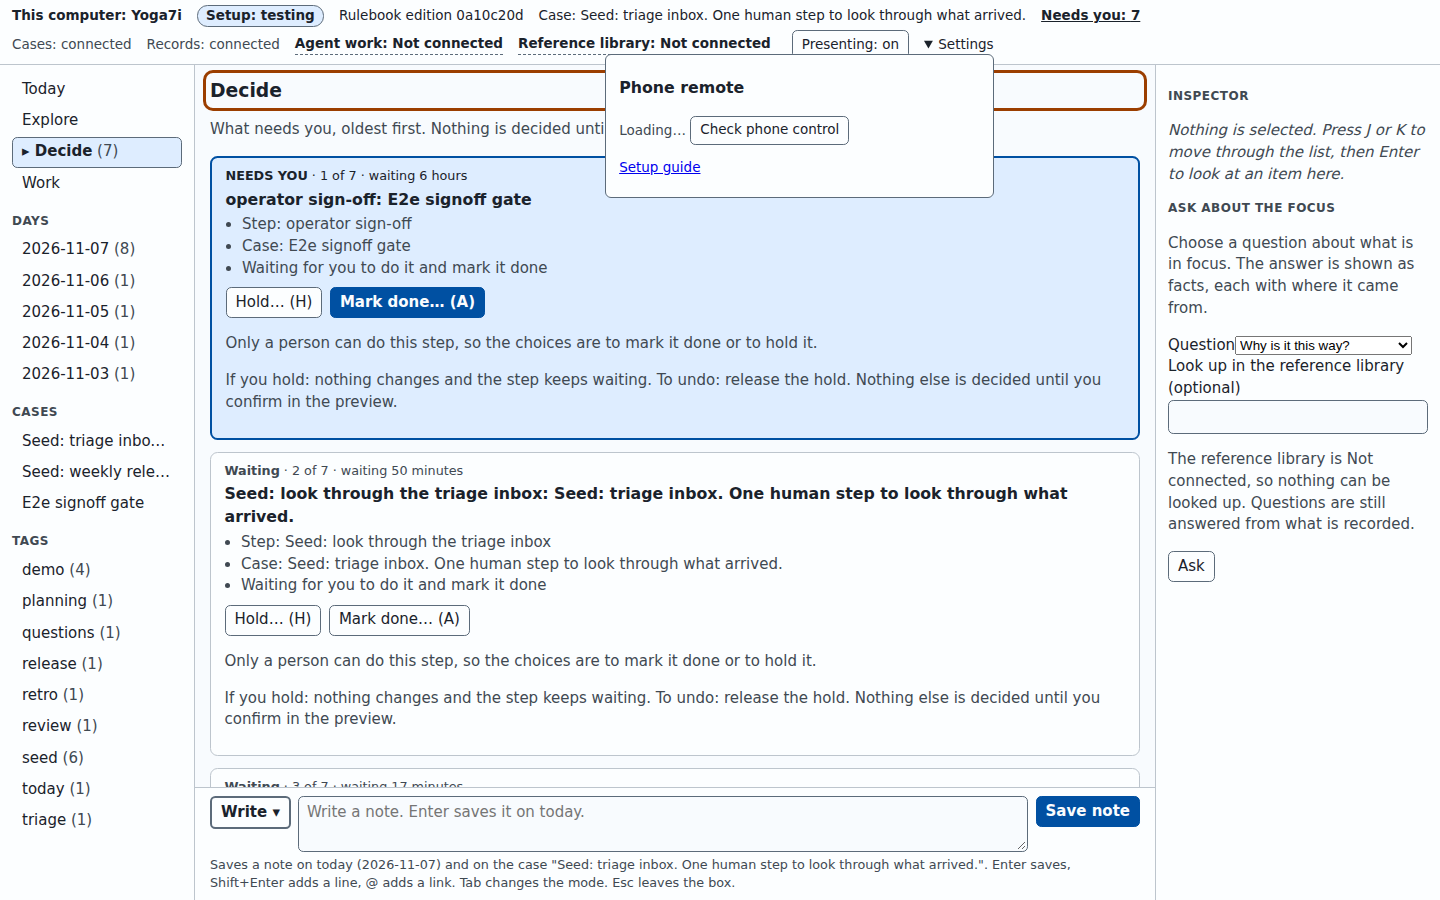 This computer: Yoga7i Setup: testing Rulebook edition 0a10c20d Case: Seed: triage inbox. One human step to look through what arrived. Needs you: 7
Cases: connected Records: connected Agent work: Not connected Reference library: Not connected Presenting: on ▾ Settings
Today
Explore
▸ Decide (7)
Work
DAYS
2026-11-07 (8)
2026-11-06 (1)
2026-11-05 (1)
2026-11-04 (1)
2026-11-03 (1)
CASES
Seed: triage inbo…
Seed: weekly rele…
E2e signoff gate
TAGS
demo (4)
planning (1)
questions (1)
release (1)
retro (1)
review (1)
seed (6)
today (1)
triage (1)
Decide
What needs you, oldest first. Nothing is decided unti
Phone remote
Loading… Check phone control
Setup guide
NEEDS YOU · 1 of 7 · waiting 6 hours
operator sign-off: E2e signoff gate
• Step: operator sign-off
• Case: E2e signoff gate
• Waiting for you to do it and mark it done
Hold… (H) Mark done… (A)
Only a person can do this step, so the choices are to mark it done or to hold it.
If you hold: nothing changes and the step keeps waiting. To undo: release the hold. Nothing else is decided until you
confirm in the preview.
Waiting · 2 of 7 · waiting 50 minutes
Seed: look through the triage inbox: Seed: triage inbox. One human step to look through what
arrived.
• Step: Seed: look through the triage inbox
• Case: Seed: triage inbox. One human step to look through what arrived.
• Waiting for you to do it and mark it done
Hold… (H) Mark done… (A)
Only a person can do this step, so the choices are to mark it done or to hold it.
If you hold: nothing changes and the step keeps waiting. To undo: release the hold. Nothing else is decided until you
confirm in the preview.
Waiting · 3 of 7 · waiting 17 minutes
Write ▾ Write a note. Enter saves it on today. Save note
Saves a note on today (2026-11-07) and on the case "Seed: triage inbox. One human step to look through what arrived.". Enter saves,
Shift+Enter adds a line, @ adds a link. Tab changes the mode. Esc leaves the box.
INSPECTOR
Nothing is selected. Press J or K to
move through the list, then Enter
to look at an item here.
ASK ABOUT THE FOCUS
Choose a question about what is
in focus. The answer is shown as
facts, each with where it came
from.
Question Why is it this way?
Look up in the reference library
(optional)
The reference library is Not
connected, so nothing can be
looked up. Questions are still
answered from what is recorded.
Ask